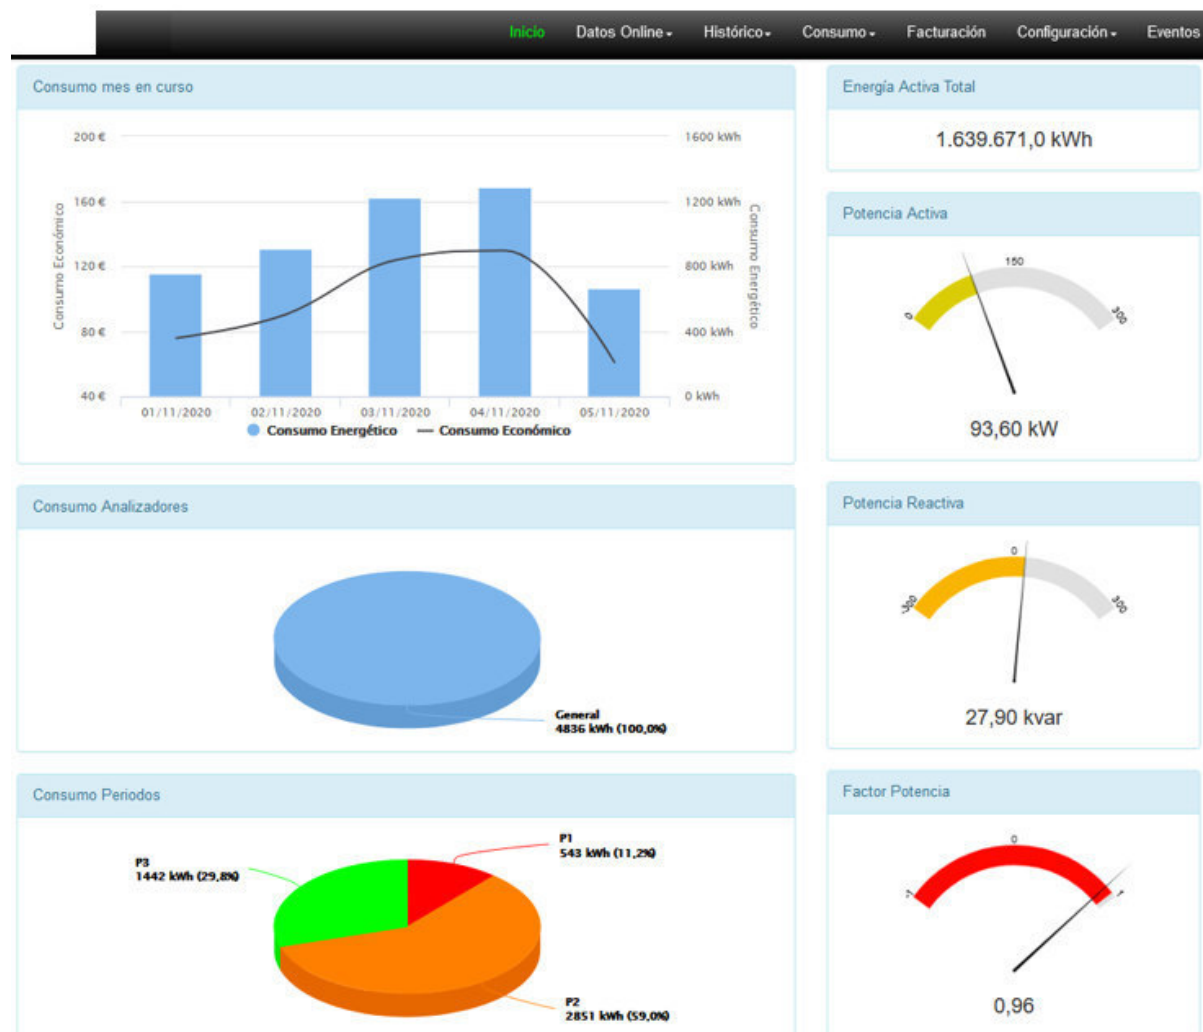 Inicio Datos Online Histórico Consumo Facturación Configuración Eventos
Consumo mes en curso
200 € 1600 kWh
160 € 1200 kWh
120 € 800 kWh
80 € 400 kWh
40 € 0 kWh
Consumo Económico
Consumo Energético
01/11/2020 02/11/2020 03/11/2020 04/11/2020 05/11/2020
Consumo Energético Consumo Económico
Energía Activa Total
1.639.671,0 kWh
Potencia Activa
0 150 300
93,60 kW
Consumo Analizadores
General
4836 kWh (100,0%)
Potencia Reactiva
-300 0 300
27,90 kvar
Consumo Periodos
P1
543 kWh (11,2%)
P3
1442 kWh (29,8%)
P2
2851 kWh (59,0%)
Factor Potencia
0
0,96